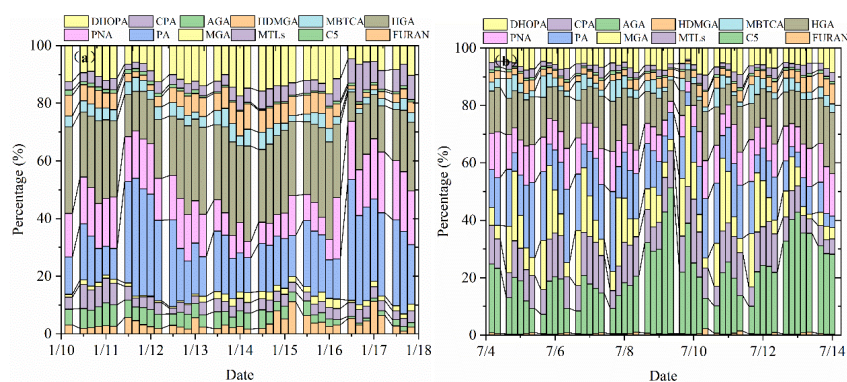 DHOPA CPA AGA HDMGA MBTCA HGA
PNA PA MGA MTLs C5 FURAN
(a)
100
80
60
40
20
0
Percentage (%)
1/10 1/11 1/12 1/13 1/14 1/15 1/16 1/17 1/18
Date
DHOPA CPA AGA HDMGA MBTCA HGA
PNA PA MGA MTLs C5 FURAN
(b)
100
80
60
40
20
0
Percentage (%)
7/4 7/6 7/8 7/10 7/12 7/14
Date